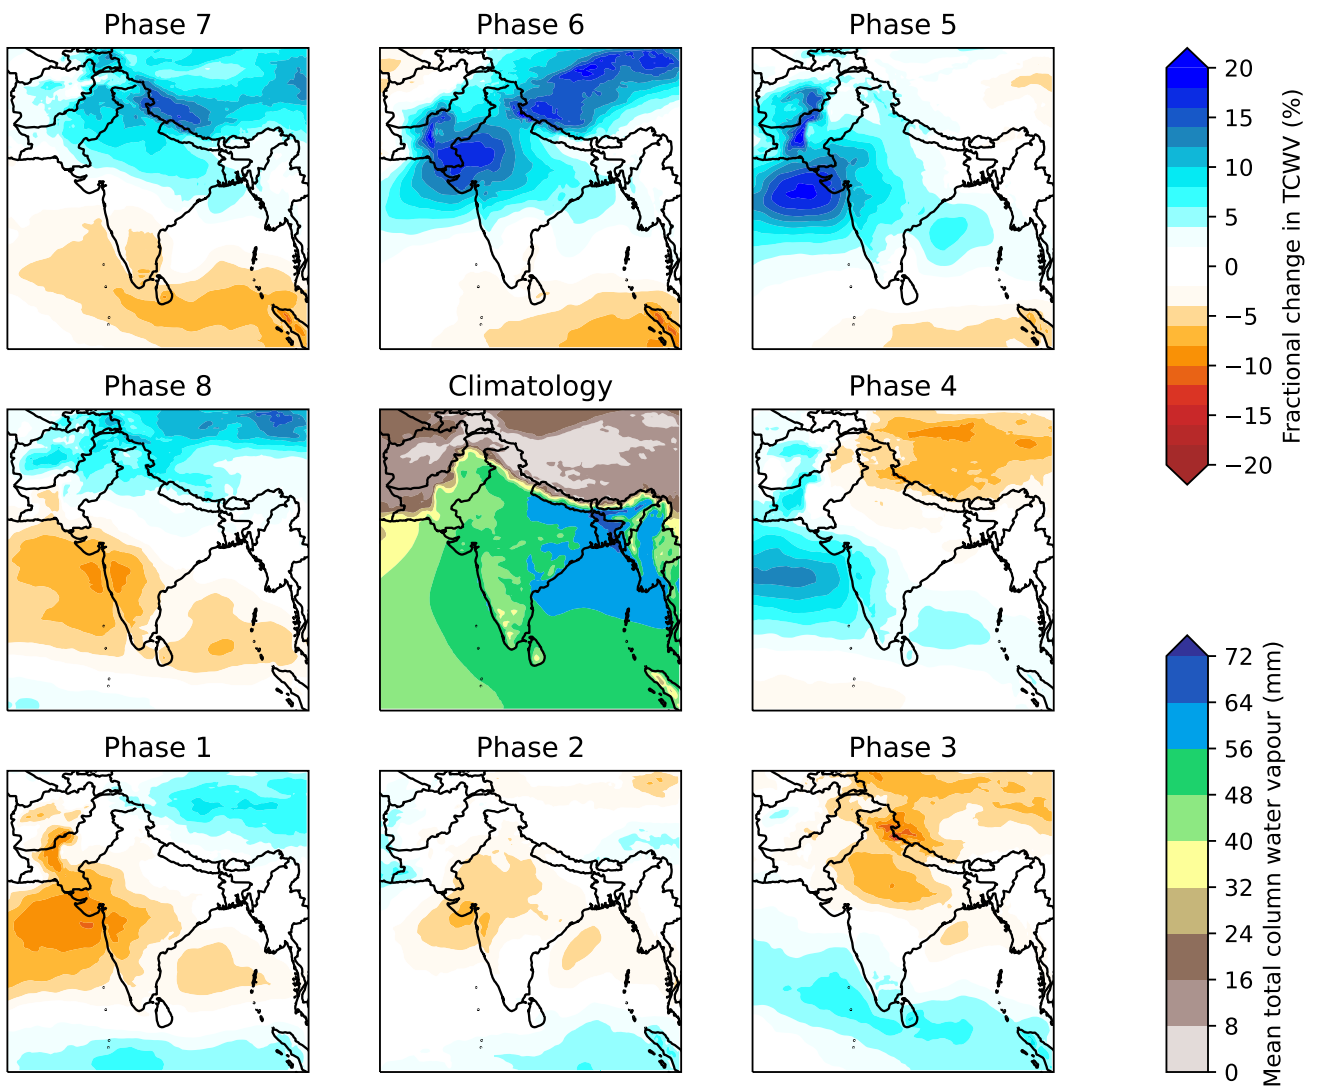 Phase 7
Phase 6
Phase 5
20
15
10
5
0
−5
−10
−15
−20
Fractional change in TCWV (%)
Phase 8
Climatology
Phase 4
72
64
56
48
40
32
24
16
8
0
Mean total column water vapour (mm)
Phase 1
Phase 2
Phase 3